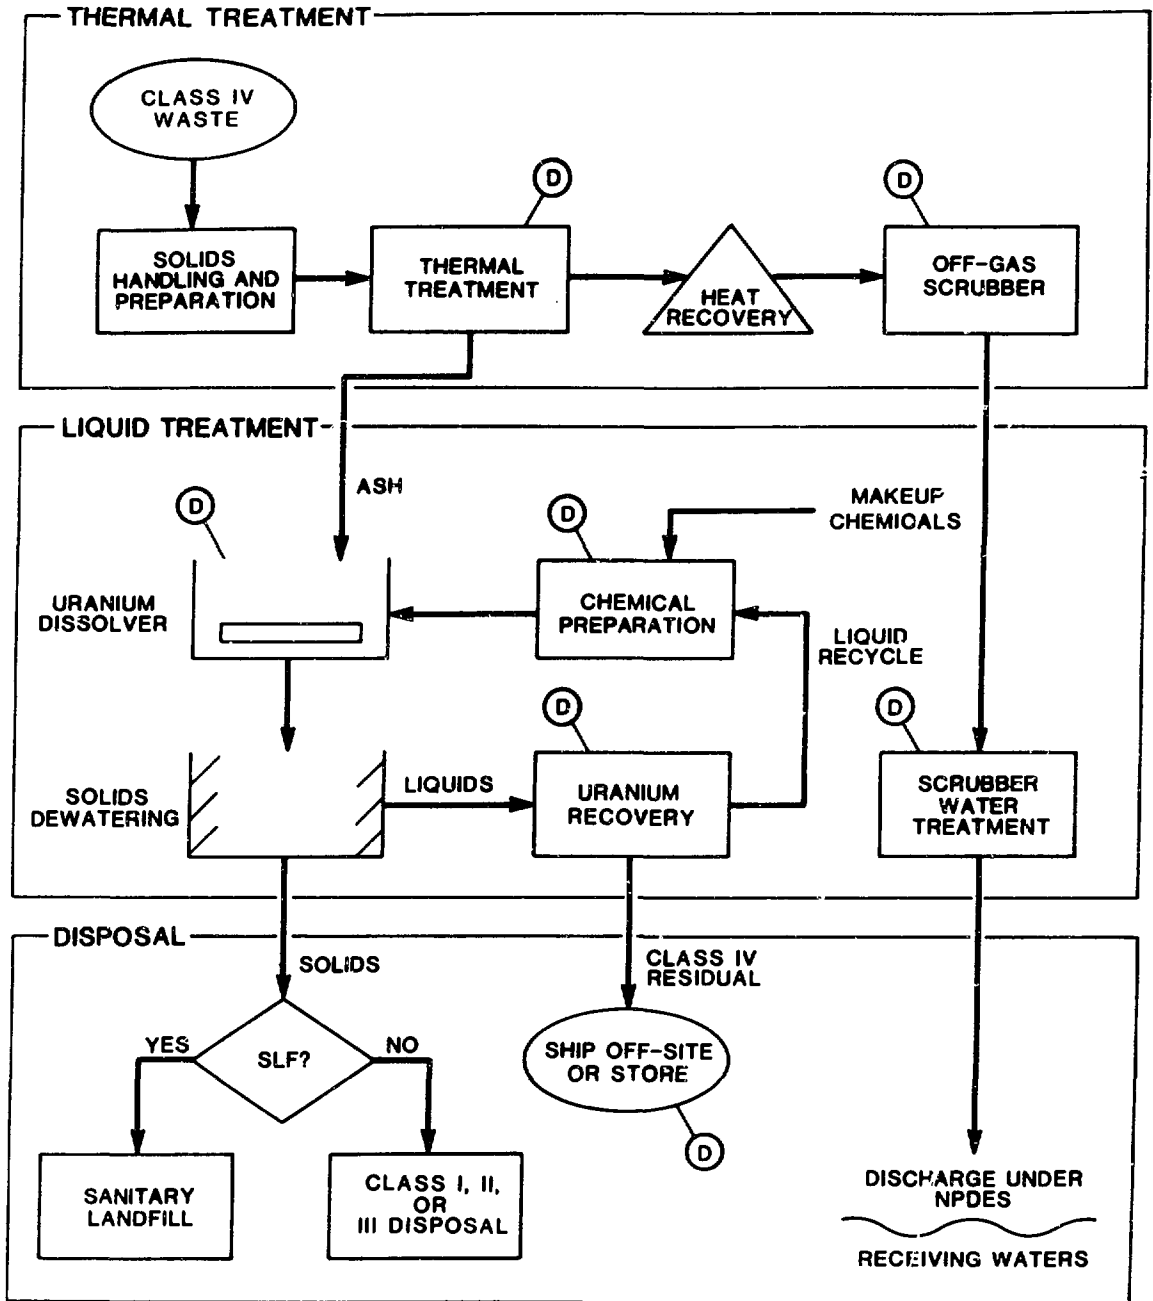 THERMAL TREATMENT
CLASS IV
WASTE
D
D
SOLIDS
HANDLING AND
PREPARATION
THERMAL
TREATMENT
HEAT
RECOVERY
OFF-GAS
SCRUBBER
LIQUID TREATMENT
ASH
D
D
MAKEUP
CHEMICALS
URANIUM
DISSOLVER
CHEMICAL
PREPARATION
LIQUID
RECYCLE
D
D
SOLIDS
DEWATERING
LIQUIDS
URANIUM
RECOVERY
SCRUBBER
WATER
TREATMENT
DISPOSAL
SOLIDS
CLASS IV
RESIDUAL
YES
SLF?
NO
SHIP OFF-SITE
OR STORE
D
SANITARY
LANDFILL
CLASS I, II,
OR
III DISPOSAL
DISCHARGE UNDER
NPDES
RECEIVING WATERS